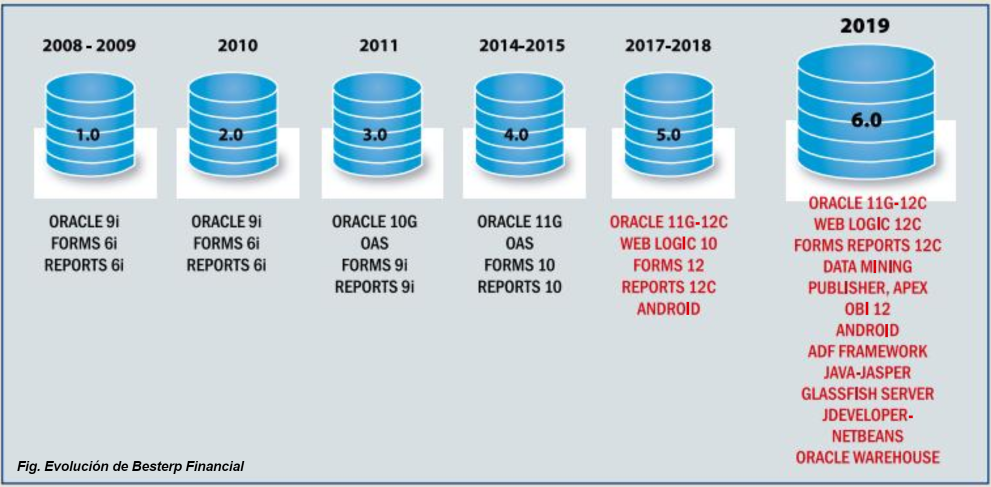 2008 - 2009
1.0
ORACLE 9i
FORMS 6i
REPORTS 6i
2010
2.0
ORACLE 9i
FORMS 6i
REPORTS 6i
2011
3.0
ORACLE 10G
OAS
FORMS 9i
REPORTS 9i
2014-2015
4.0
ORACLE 11G
OAS
FORMS 10
REPORTS 10
2017-2018
5.0
ORACLE 11G-12C
WEB LOGIC 10
FORMS 12
REPORTS 12C
ANDROID
2019
6.0
ORACLE 11G-12C
WEB LOGIC 12C
FORMS REPORTS 12C
DATA MINING
PUBLISHER, APEX
OBI 12
ANDROID
ADF FRAMEWORK
JAVA-JASPER
GLASSFISH SERVER
JDEVELOPER-
NETBEANS
ORACLE WAREHOUSE
Fig. Evolución de Besterp Financial